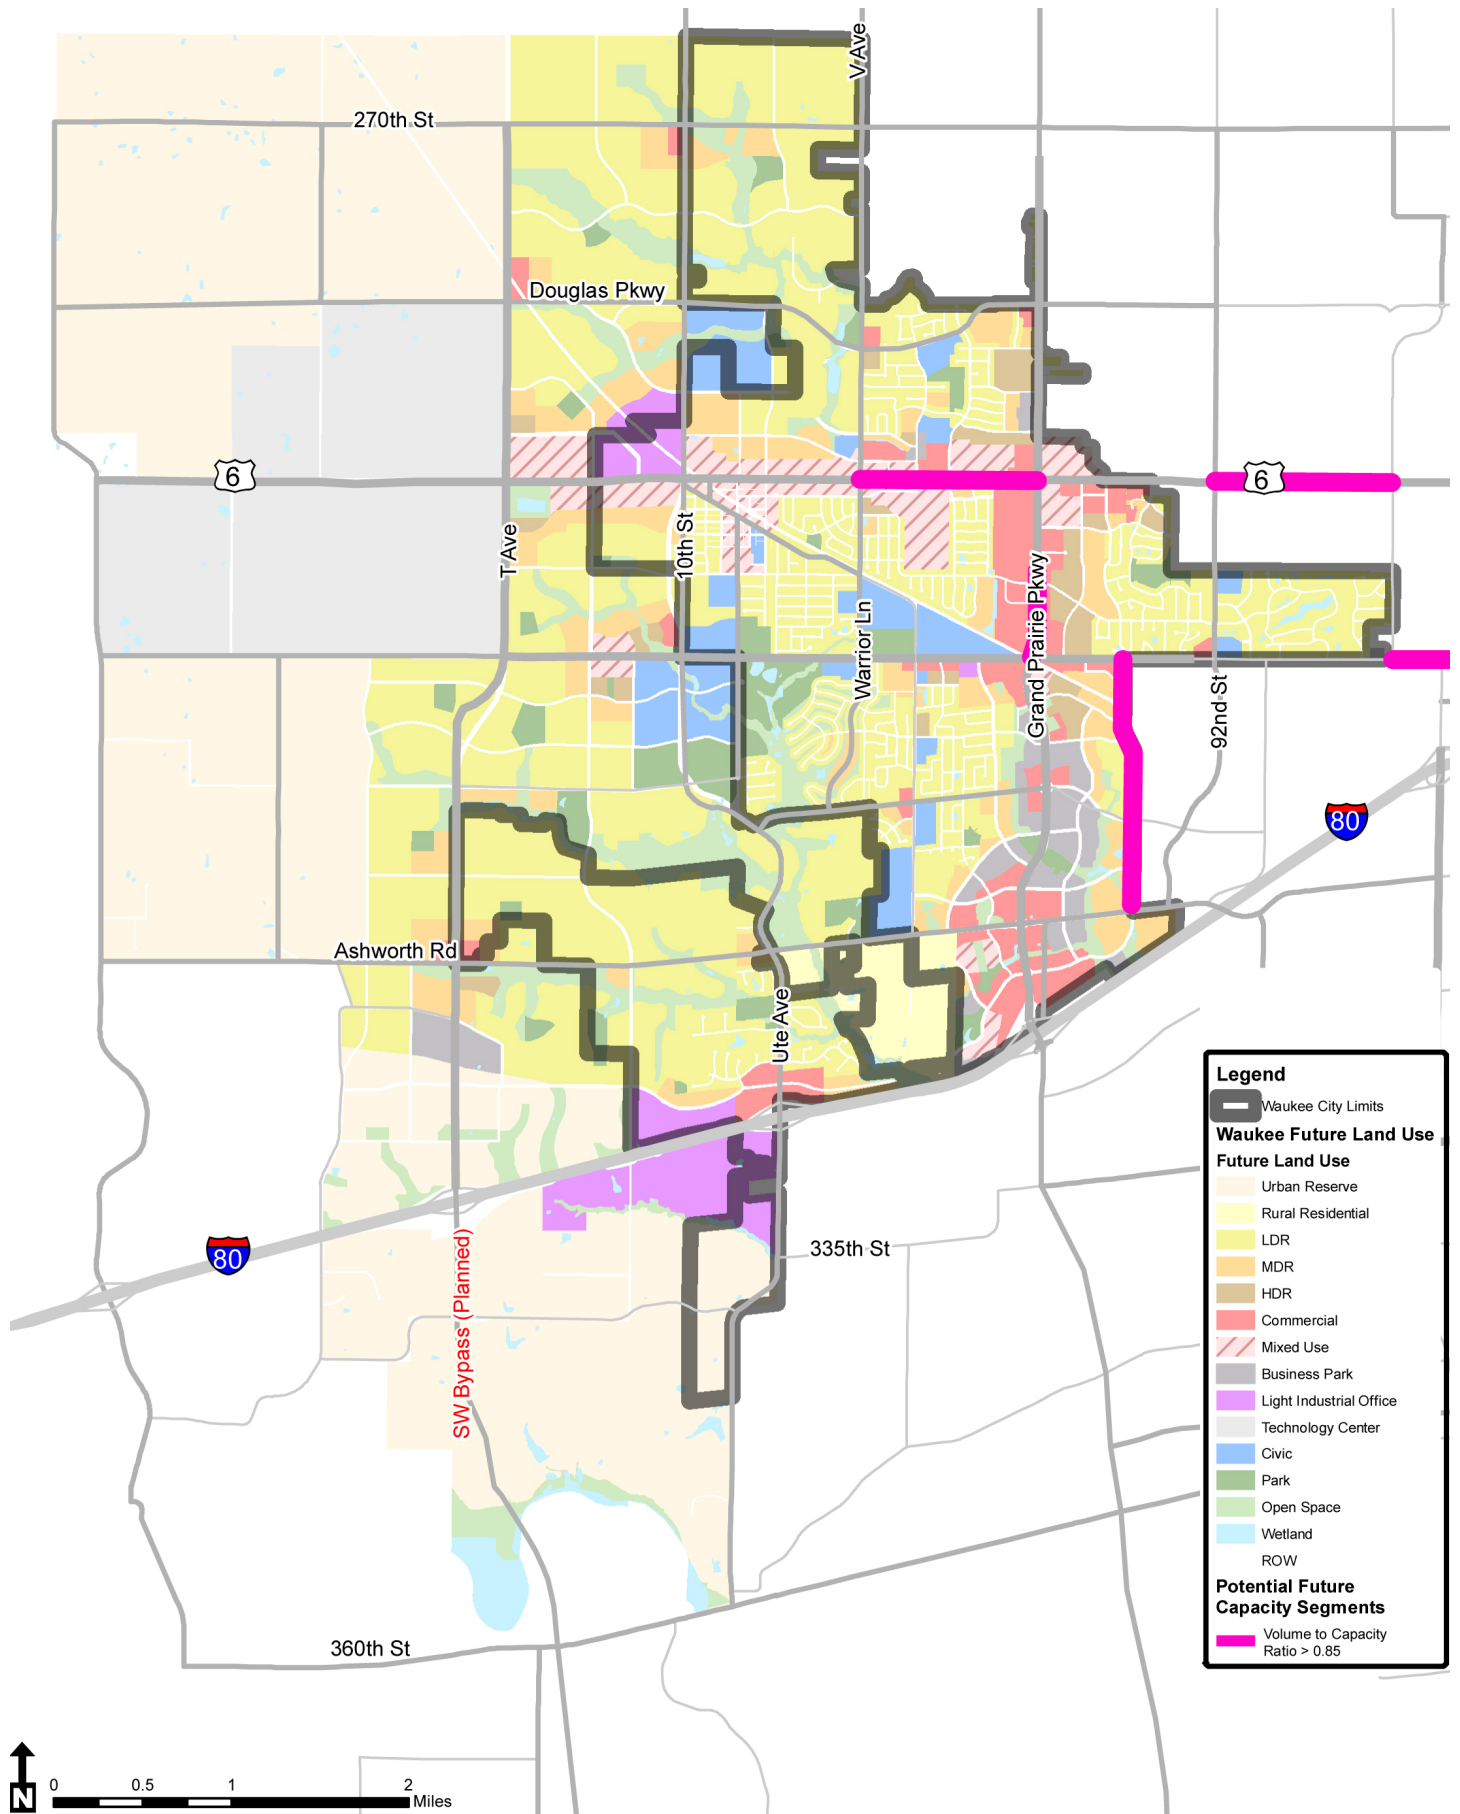 V Ave
270th St
Douglas Pkwy
6
6
T Ave
10th St
Warrior Ln
Grand Prairie Pkwy
92nd St
80
Ashworth Rd
Ute Ave
335th St
80
SW Bypass (Planned)
360th St
Legend
Waukee City Limits
Waukee Future Land Use
Future Land Use
Urban Reserve
Rural Residential
LDR
MDR
HDR
Commercial
Mixed Use
Business Park
Light Industrial Office
Technology Center
Civic
Park
Open Space
Wetland
ROW
Potential Future
Capacity Segments
Volume to Capacity
Ratio > 0.85
N
0 0.5 1 2
Miles